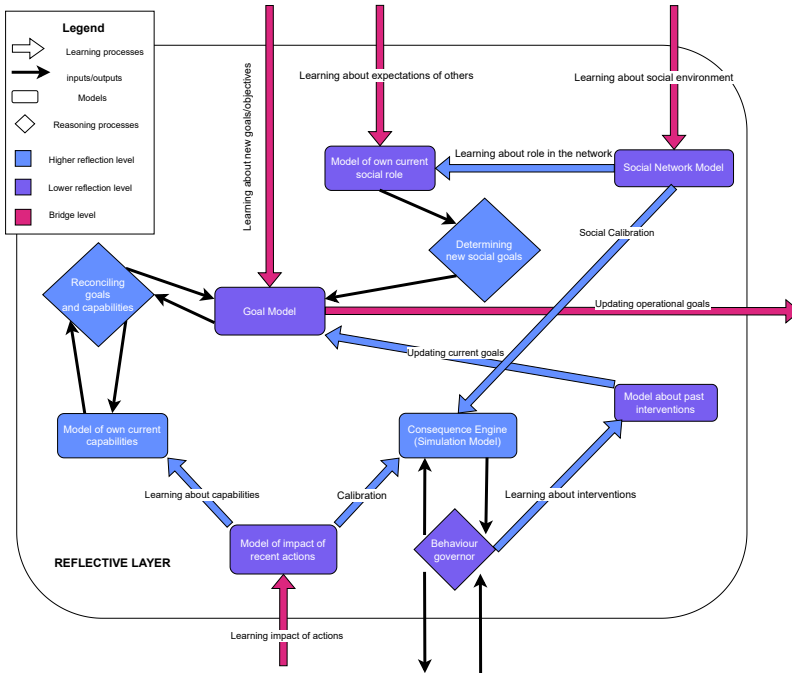 Legend
Learning processes
inputs/outputs
Models
Reasoning processes
Higher reflection level
Lower reflection level
Bridge level
Learning about new goals/objectives
Learning about expectations of others
Learning about social environment
Model of own current
social role
Learning about role in the network
Social Network Model
Determining
new social goals
Social Calibration
Reconciling
goals
and capabilities
Goal Model
Updating operational goals
Updating current goals
Model of own current
capabilities
Consequence Engine
(Simulation Model)
Model about past
interventions
Learning about capabilities
Calibration
Learning about interventions
Model of impact of
recent actions
Behaviour
governor
REFLECTIVE LAYER
Learning impact of actions